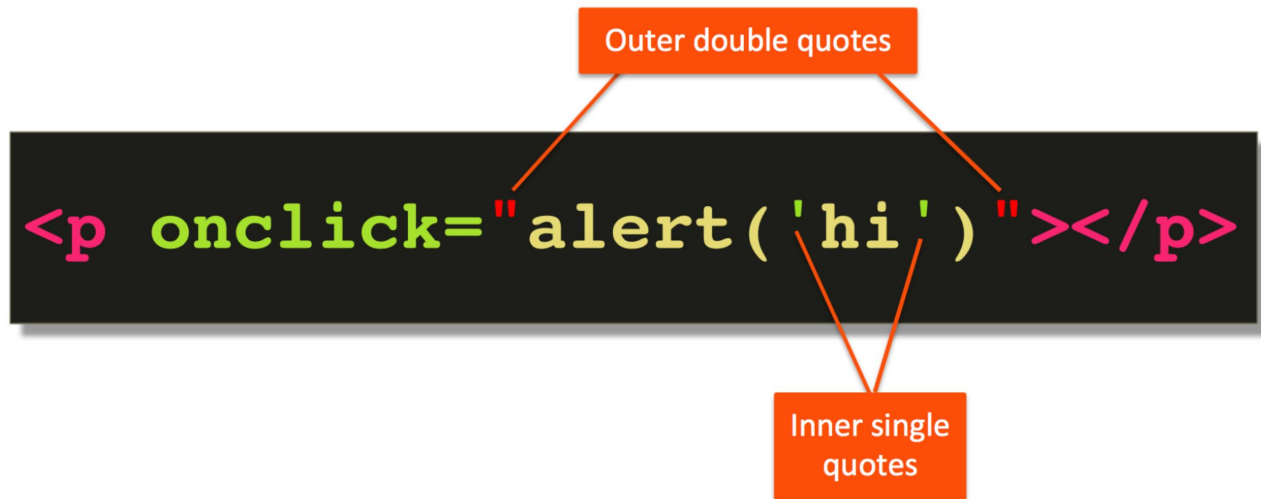 Outer double quotes
<p onclick="alert('hi')"></p>
Inner single
quotes